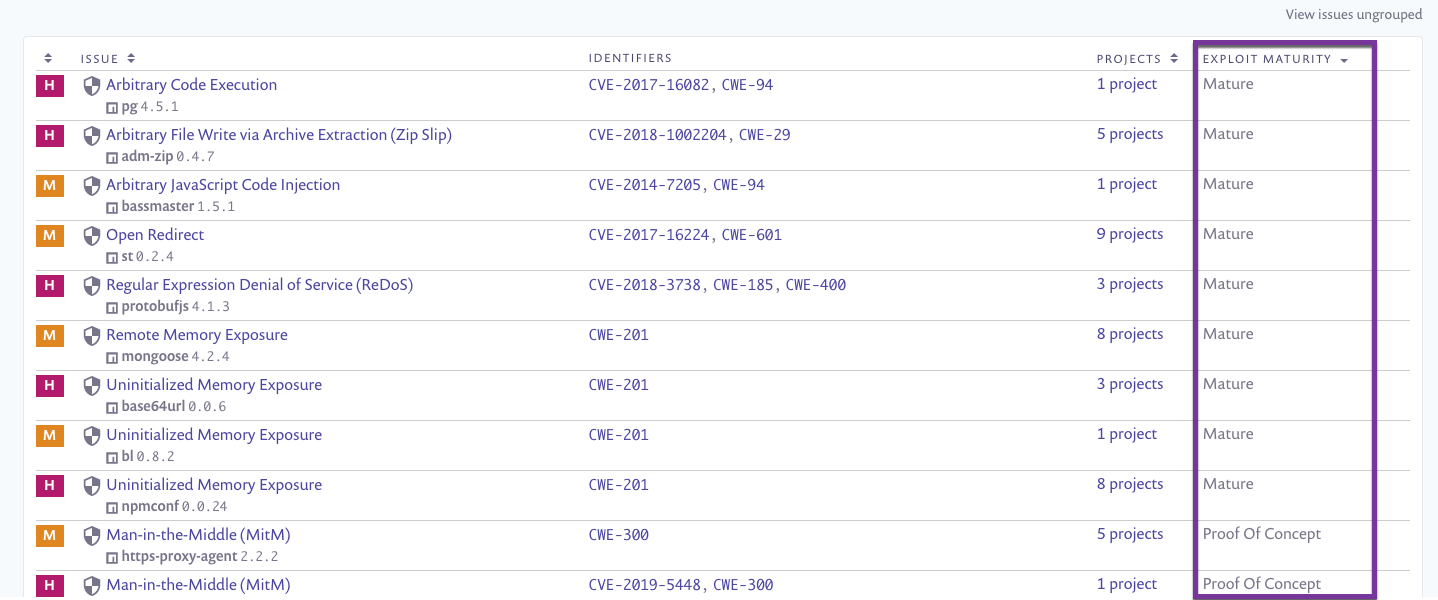 View issues ungrouped
ISSUE IDENTIFIERS PROJECTS EXPLOIT MATURITY
H Arbitrary Code Execution CVE-2017-16082, CWE-94 1 project Mature
pg 4.5.1
H Arbitrary File Write via Archive Extraction (Zip Slip) CVE-2018-1002204, CWE-29 5 projects Mature
adm-zip 0.4.7
M Arbitrary JavaScript Code Injection CVE-2014-7205, CWE-94 1 project Mature
bassmaster 1.5.1
M Open Redirect CVE-2017-16224, CWE-601 9 projects Mature
st 0.2.4
H Regular Expression Denial of Service (ReDoS) CVE-2018-3738, CWE-185, CWE-400 3 projects Mature
protobufjs 4.1.3
M Remote Memory Exposure CWE-201 8 projects Mature
mongoose 4.2.4
H Uninitialized Memory Exposure CWE-201 3 projects Mature
base64url 0.0.6
M Uninitialized Memory Exposure CWE-201 1 project Mature
bl 0.8.2
H Uninitialized Memory Exposure CWE-201 8 projects Mature
npmconf 0.0.24
M Man-in-the-Middle (MitM) CWE-300 5 projects Proof Of Concept
https-proxy-agent 2.2.2
H Man-in-the-Middle (MitM) CVE-2019-5448, CWE-300 1 project Proof Of Concept